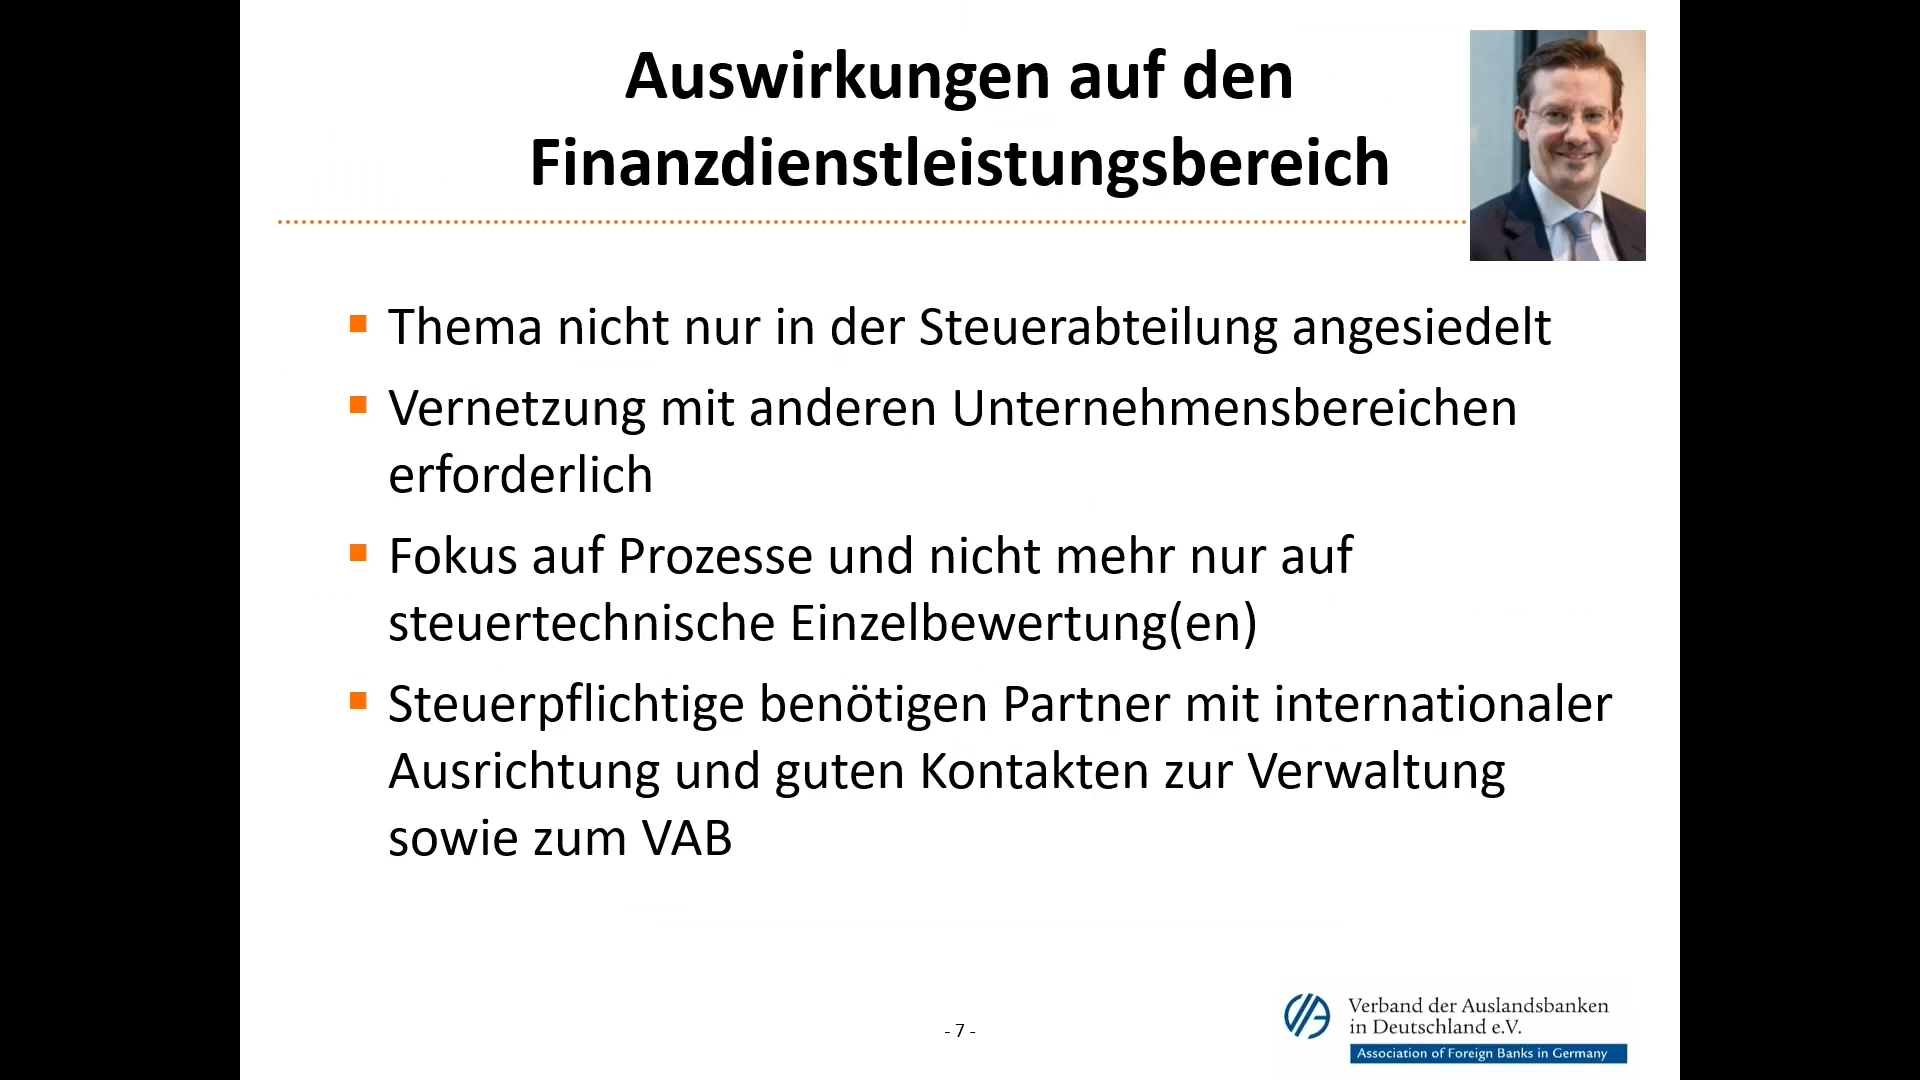 Auswirkungen auf den
Finanzdienstleistungsbereich
Thema nicht nur in der Steuerabteilung angesiedelt
Vernetzung mit anderen Unternehmensbereichen
erforderlich
Fokus auf Prozesse und nicht mehr nur auf
steuertechnische Einzelbewertung(en)
Steuerpflichtige benötigen Partner mit internationaler
Ausrichtung und guten Kontakten zur Verwaltung
sowie zum VAB
- 7 -
Verband der Auslandsbanken
in Deutschland e.V.
Association of Foreign Banks in Germany